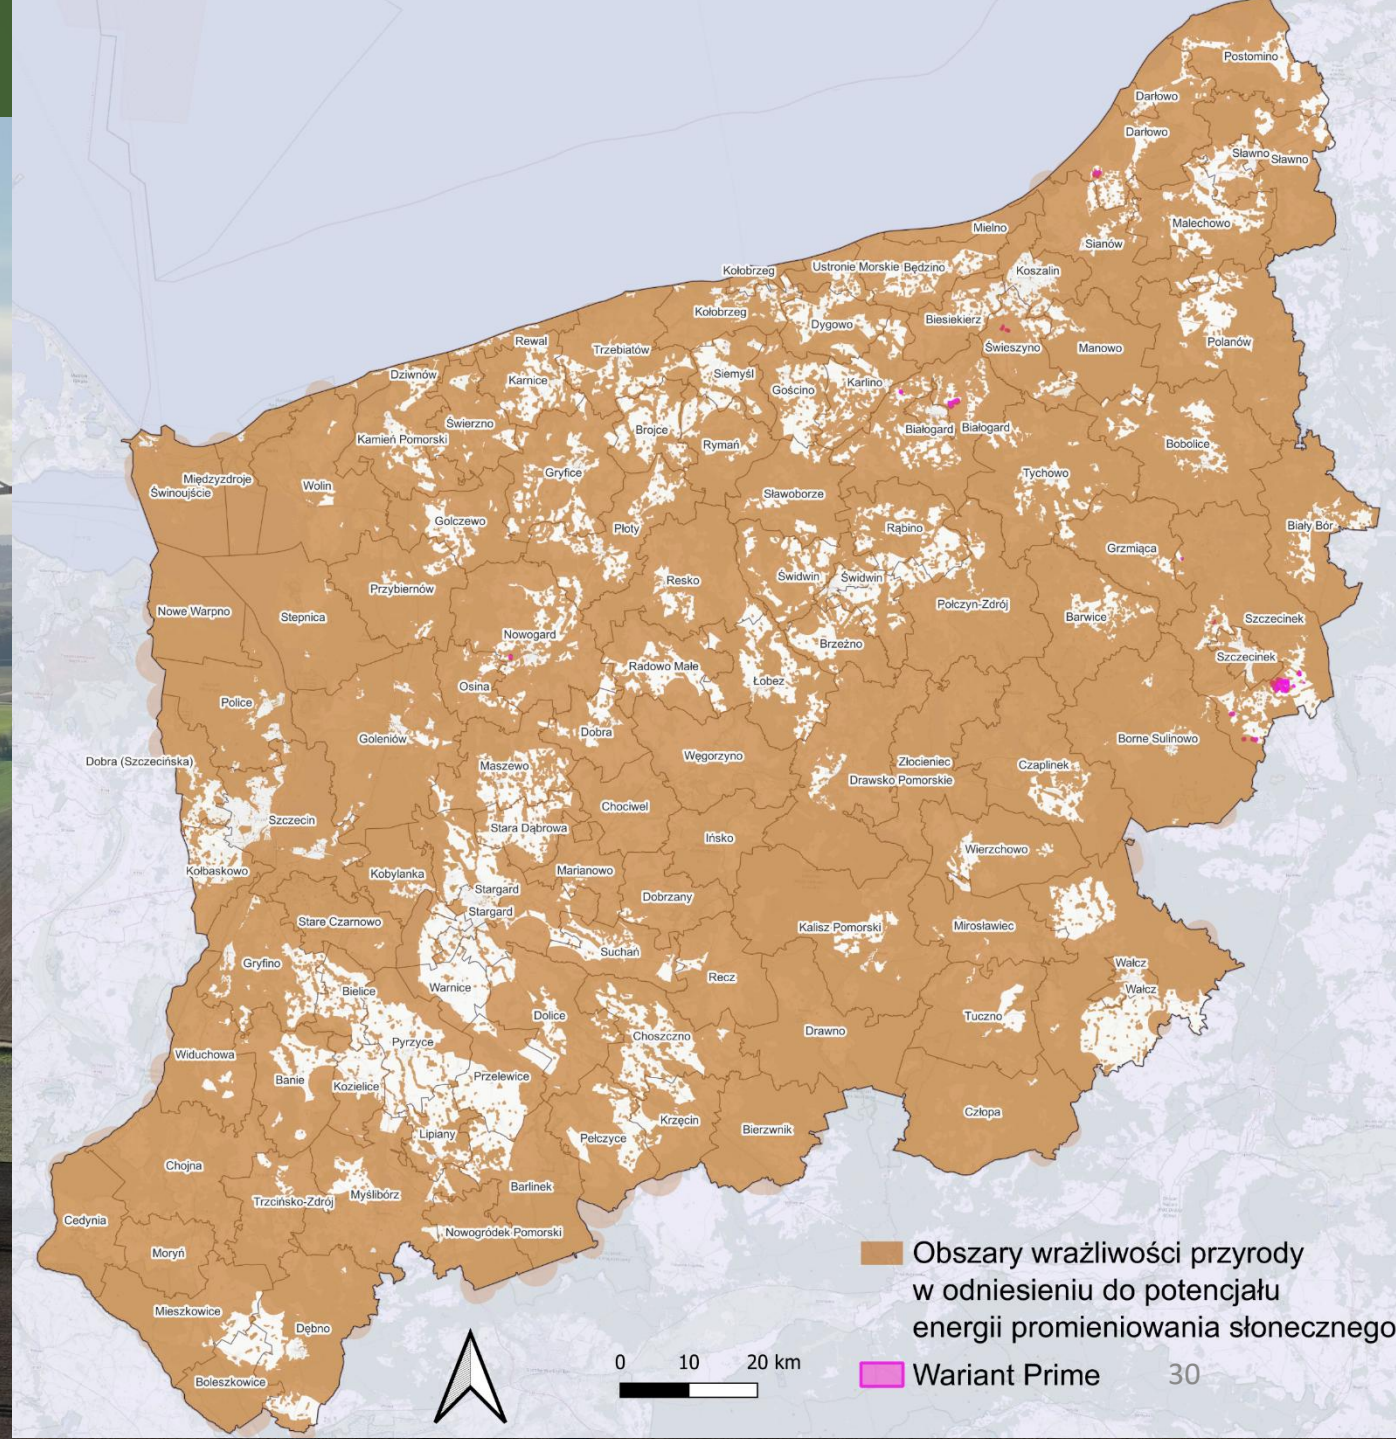 Postomino
Darłowo
Darłowo
Sławno
Sławno
Malechowo
Mielno
Sianów
Kołobrzeg
Ustronie Morskie
Będzino
Koszalin
Kołobrzeg
Dygowo
Biesiekierz
Świeszyno
Manowo
Polanów
Rewal
Trzebiatów
Dziwnów
Karnice
Siemyśl
Gościno
Karlino
Świerzno
Kamień Pomorski
Brojce
Rymań
Białogard
Białogard
Bobolice
Międzyzdroje
Świnoujście
Wolin
Gryfice
Tychowo
Sławoborze
Golczewo
Płoty
Rąbino
Biały Bór
Grzmiąca
Przybiernów
Resko
Świdwin
Świdwin
Połczyn-Zdrój
Nowe Warpno
Stepnica
Barwice
Szczecinek
Nowogard
Brzeżno
Szczecinek
Radowo Małe
Łobez
Osina
Police
Dobra
Goleniów
Borne Sulinowo
Węgorzyno
Dobra (Szczecińska)
Maszewo
Złocieniec
Czaplinek
Drawsko Pomorskie
Chociwel
Szczecin
Stara Dąbrowa
Ińsko
Wierzchowo
Kołbaskowo
Kobylanka
Marianowo
Stargard
Dobrzany
Stargard
Stare Czarnowo
Kalisz Pomorski
Mirosławiec
Suchań
Gryfino
Wałcz
Recz
Bielice
Warnice
Wałcz
Dolice
Tuczno
Drawno
Choszczno
Pyrzyce
Widuchowa
Banie
Kozielice
Przelewice
Człopa
Krzęcin
Bierzwnik
Lipiany
Pełczyce
Chojna
Barlinek
Trzcińsko-Zdrój
Myślibórz
Cedynia
Nowogródek Pomorski
Moryń
Mieszkowice
Dębno
Boleszkowice
0 10 20 km
Obszary wrażliwości przyrody
w odniesieniu do potencjału
energii promieniowania słonecznego
Wariant Prime
30